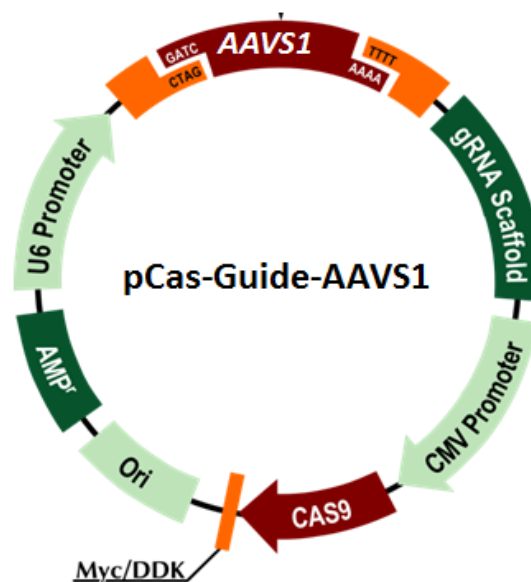 GATC
AAVS1
TTTT
CTAG
AAAA
U6 Promoter
gRNA Scaffold
pCas-Guide-AAVS1
AMPʳ
CMV Promoter
Ori
CAS9
Myc/DDK